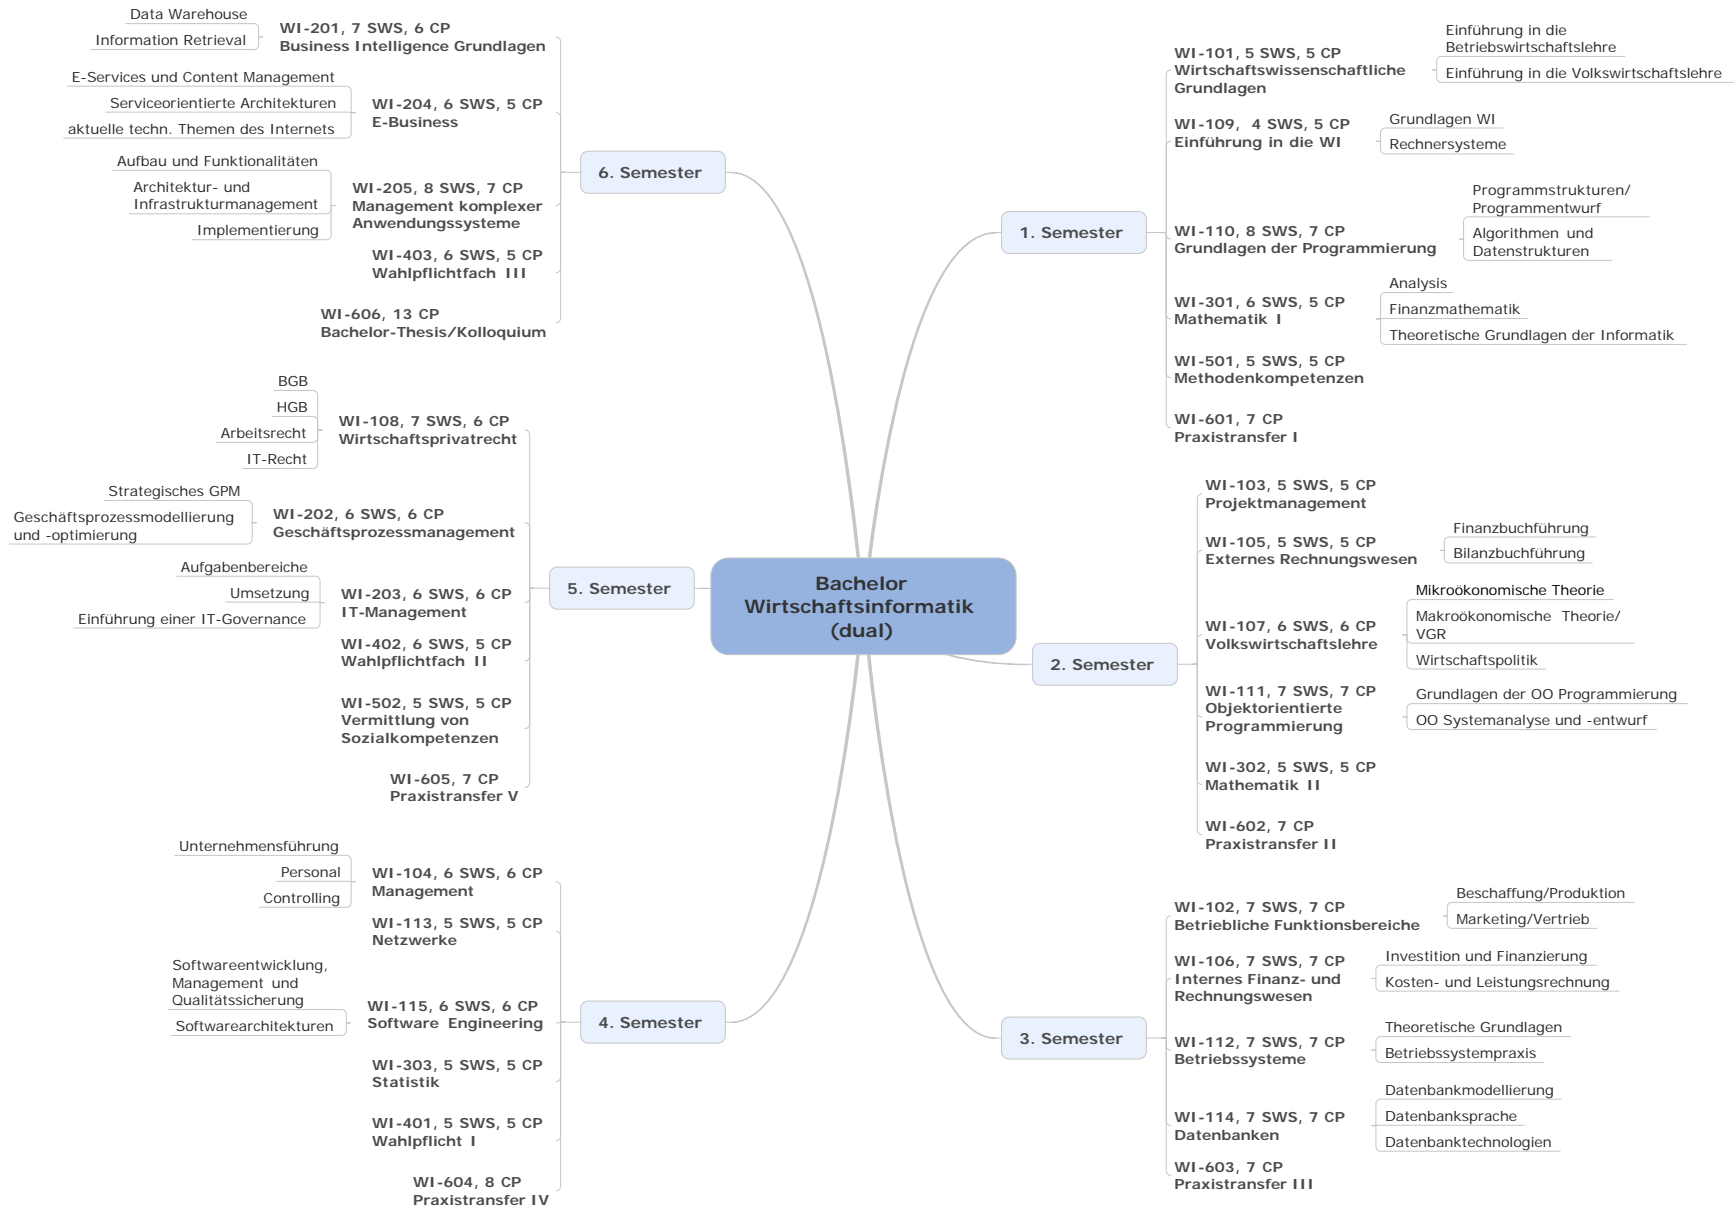 Bachelor
Wirtschaftsinformatik
(dual)
1. Semester
WI-101, 5 SWS, 5 CP
Wirtschaftswissenschaftliche
Grundlagen
Einführung in die
Betriebswirtschaftslehre
Einführung in die Volkswirtschaftslehre
WI-109, 4 SWS, 5 CP
Einführung in die WI
Grundlagen WI
Rechnersysteme
WI-110, 8 SWS, 7 CP
Grundlagen der Programmierung
Programmstrukturen/
Programmentwurf
Algorithmen und
Datenstrukturen
WI-301, 6 SWS, 5 CP
Mathematik I
Analysis
Finanzmathematik
Theoretische Grundlagen der Informatik
WI-501, 5 SWS, 5 CP
Methodenkompetenzen
WI-601, 7 CP
Praxistransfer I
2. Semester
WI-103, 5 SWS, 5 CP
Projektmanagement
WI-105, 5 SWS, 5 CP
Externes Rechnungswesen
Finanzbuchführung
Bilanzbuchführung
WI-107, 6 SWS, 6 CP
Volkswirtschaftslehre
Mikroökonomische Theorie
Makroökonomische Theorie/
VGR
Wirtschaftspolitik
WI-111, 7 SWS, 7 CP
Objektorientierte
Programmierung
Grundlagen der OO Programmierung
OO Systemanalyse und -entwurf
WI-302, 5 SWS, 5 CP
Mathematik II
WI-602, 7 CP
Praxistransfer II
3. Semester
WI-102, 7 SWS, 7 CP
Betriebliche Funktionsbereiche
Beschaffung/Produktion
Marketing/Vertrieb
WI-106, 7 SWS, 7 CP
Internes Finanz- und
Rechnungswesen
Investition und Finanzierung
Kosten- und Leistungsrechnung
WI-112, 7 SWS, 7 CP
Betriebssysteme
Theoretische Grundlagen
Betriebssystempraxis
WI-114, 7 SWS, 7 CP
Datenbanken
Datenbankmodellierung
Datenbanksprache
Datenbanktechnologien
WI-603, 7 CP
Praxistransfer III
4. Semester
WI-104, 6 SWS, 6 CP
Management
Unternehmensführung
Personal
Controlling
WI-113, 5 SWS, 5 CP
Netzwerke
WI-115, 6 SWS, 6 CP
Software Engineering
Softwareentwicklung,
Management und
Qualitätssicherung
Softwarearchitekturen
WI-303, 5 SWS, 5 CP
Statistik
WI-401, 5 SWS, 5 CP
Wahlpflicht I
WI-604, 8 CP
Praxistransfer IV
5. Semester
WI-108, 7 SWS, 6 CP
Wirtschaftsprivatrecht
BGB
HGB
Arbeitsrecht
IT-Recht
WI-202, 6 SWS, 6 CP
Geschäftsprozessmanagement
Strategisches GPM
Geschäftsprozessmodellierung
und -optimierung
WI-203, 6 SWS, 6 CP
IT-Management
Aufgabenbereiche
Umsetzung
Einführung einer IT-Governance
WI-402, 6 SWS, 5 CP
Wahlpflichtfach II
WI-502, 5 SWS, 5 CP
Vermittlung von
Sozialkompetenzen
WI-605, 7 CP
Praxistransfer V
6. Semester
WI-201, 7 SWS, 6 CP
Business Intelligence Grundlagen
Data Warehouse
Information Retrieval
WI-204, 6 SWS, 5 CP
E-Business
E-Services und Content Management
Serviceorientierte Architekturen
aktuelle techn. Themen des Internets
WI-205, 8 SWS, 7 CP
Management komplexer
Anwendungssysteme
Aufbau und Funktionalitäten
Architektur- und
Infrastrukturmanagement
Implementierung
WI-403, 6 SWS, 5 CP
Wahlpflichtfach III
WI-606, 13 CP
Bachelor-Thesis/Kolloquium